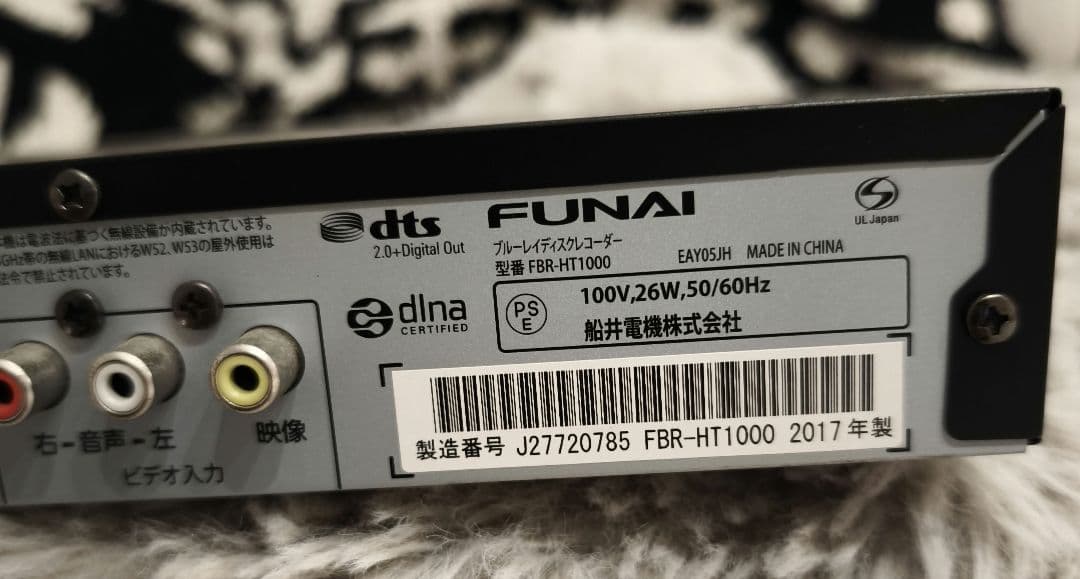 機は電波法に基づく無線設備が内蔵されています。
GHz帯の無線LANにおけるW52、W53の屋外使用は
法令で禁止されています。
dts
2.0+Digital Out
FUNAI
ブルーレイディスクレコーダー
型番 FBR-HT1000
EAY05JH MADE IN CHINA
UL Japan
dlna
CERTIFIED
PS
E
100V,26W,50/60Hz
船井電機株式会社
製造番号 J27720785 FBR-HT1000 2017年製
右-音声-左
映像
ビデオ入力